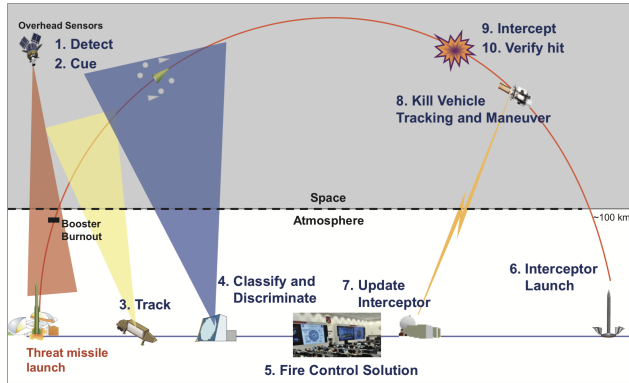 Overhead Sensors
1. Detect
2. Cue
9. Intercept
10. Verify hit
8. Kill Vehicle
Tracking and Maneuver
Space
Atmosphere
~100 km
Booster
Burnout
3. Track
4. Classify and
Discriminate
7. Update
Interceptor
6. Interceptor
Launch
Threat missile
launch
5. Fire Control Solution